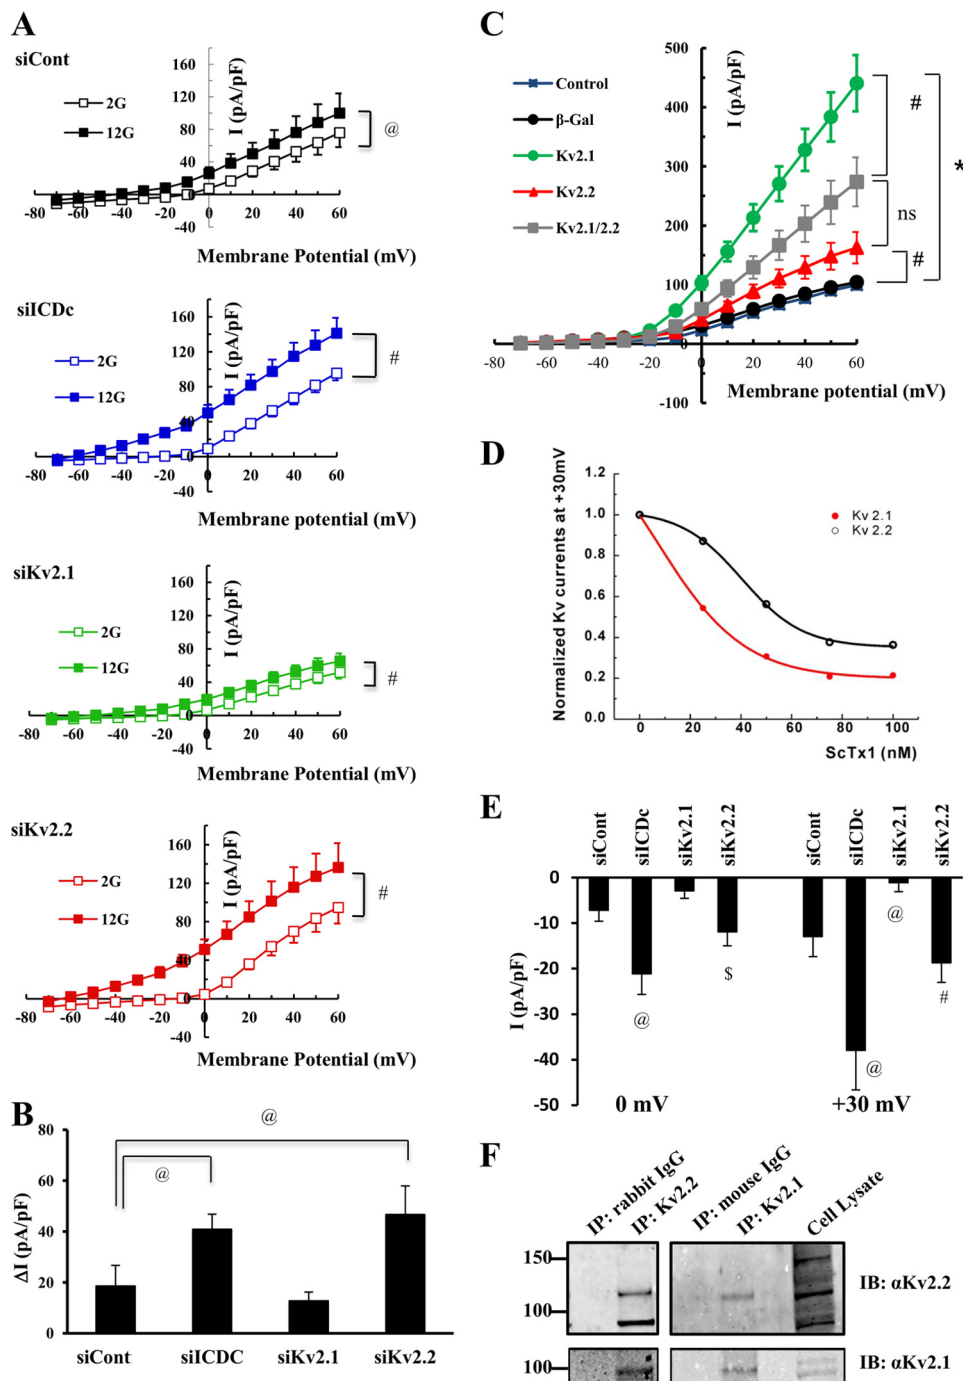 A
siCont
2G
12G
I (pA/pF)
160
120
80
40
-40
-80 -60 -40 -20 0 20 40 60
@
Membrane Potential (mV)
siICDc
2G
12G
I (pA/pF)
160
120
80
40
0
-40
-80 -60 -40 -20 0 20 40 60
#
Membrane potential (mV)
siKv2.1
2G
12G
I (pA/pF)
160
120
80
40
0
-40
-80 -60 -40 -20 0 20 40 60
#
Membrane Potential (mV)
siKv2.2
2G
12G
I (pA/pF)
160
120
80
40
0
-40
-80 -60 -40 -20 0 20 40 60
#
Membrane Potential (mV)
B
ΔI (pA/pF)
80
60
40
20
0
@
@
siCont siICDC siKv2.1 siKv2.2
C
Control
β-Gal
Kv2.1
Kv2.2
Kv2.1/2.2
I (pA/pF)
500
400
300
200
100
0
-100
-80 -60 -40 -20 0 20 40 60
#
*
ns
#
Membrane potential (mV)
D
Normalized Kv currents at +30mV
1.2
1.0
0.8
0.6
0.4
0.2
0.0
Kv 2.1
Kv 2.2
0 20 40 60 80 100
ScTx1 (nM)
E
siCont siICDc siKv2.1 siKv2.2 siCont siICDc siKv2.1 siKv2.2
I (pA/pF)
0
-10
-20
-30
-40
-50
@
$
@
@
#
0 mV +30 mV
F
IP: rabbit IgG
IP: Kv2.2
IP: mouse IgG
IP: Kv2.1
Cell Lysate
150
100
IB: αKv2.2
100
IB: αKv2.1